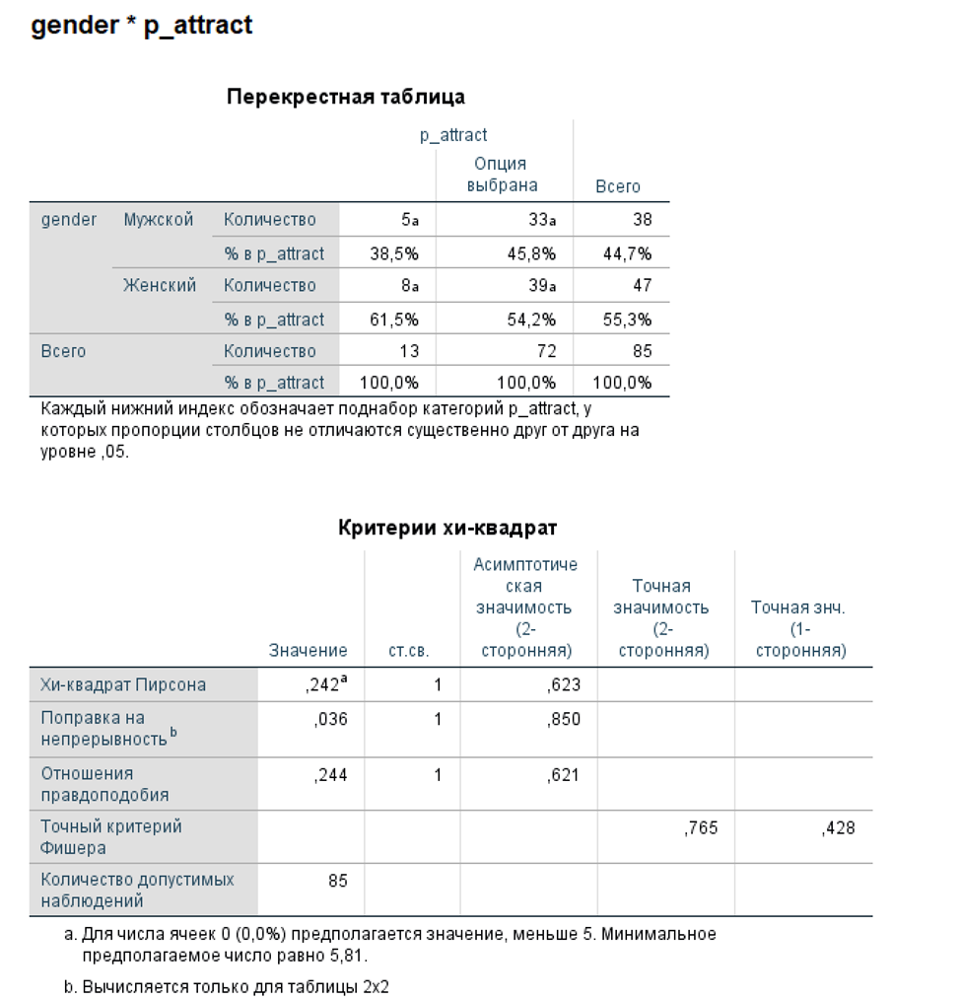 gender * p_attract
Перекрестная таблица
p_attract
Опция
выбрана
Всего
gender Мужской Количество 5a 33a 38
% в p_attract 38,5% 45,8% 44,7%
Женский Количество 8a 39a 47
% в p_attract 61,5% 54,2% 55,3%
Всего Количество 13 72 85
% в p_attract 100,0% 100,0% 100,0%
Каждый нижний индекс обозначает поднабор категорий p_attract, у
которых пропорции столбцов не отличаются существенно друг от друга на
уровне ,05.
Критерии хи-квадрат
Значение
ст.св.
Асимптотиче
ская
значимость
(2-
сторонняя)
Точная
значимость
(2-
сторонняя)
Точная знч.
(1-
сторонняя)
Хи-квадрат Пирсона ,242a 1 ,623
Поправка на
непрерывность b ,036 1 ,850
Отношения
правдоподобия ,244 1 ,621
Точный критерий
Фишера ,765 ,428
Количество допустимых
наблюдений 85
a. Для числа ячеек 0 (0,0%) предполагается значение, меньше 5. Минимальное
предполагаемое число равно 5,81.
b. Вычисляется только для таблицы 2x2